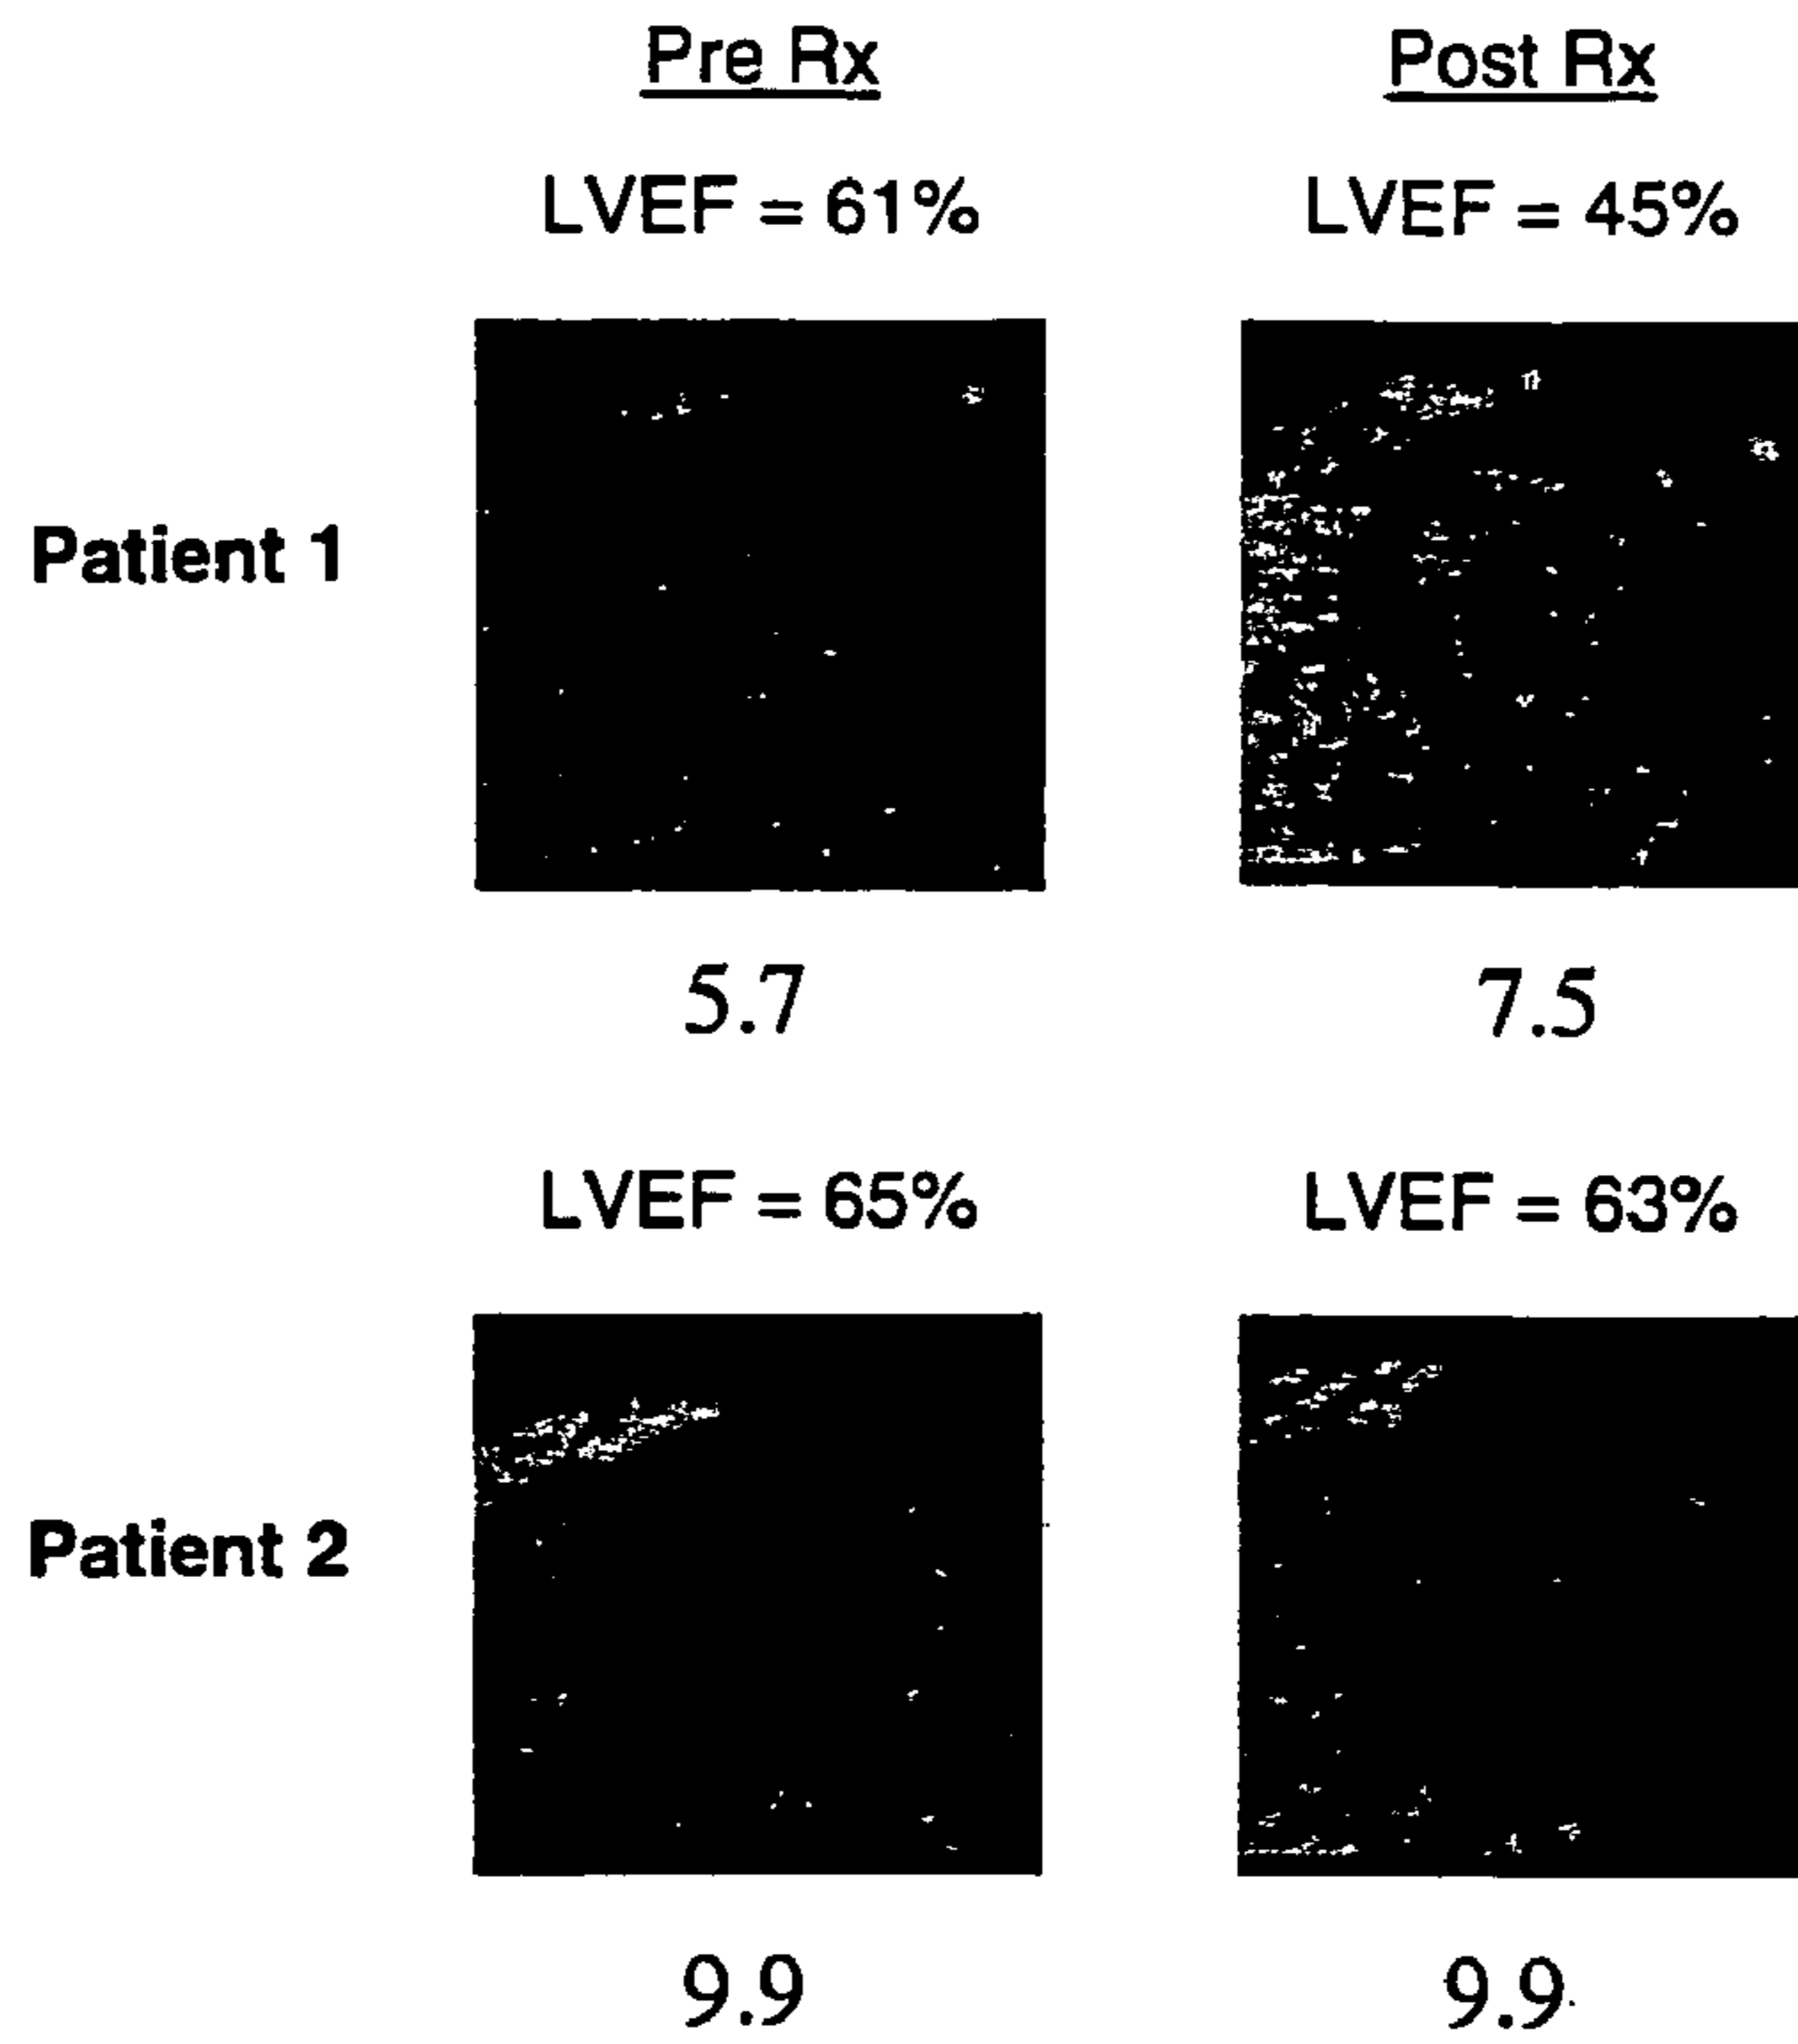 Pre Rx Post Rx
LVEF = 61% LVEF = 45%
Patient 1
5.7 7.5
LVEF = 65% LVEF = 63%
Patient 2
9.9 9.9